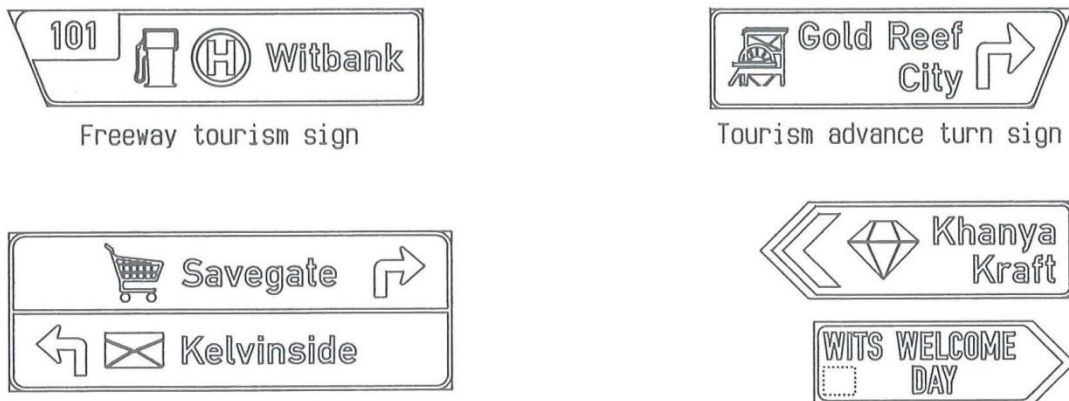 101
H Witbank
Freeway tourism sign
Gold Reef
City
Tourism advance turn sign
Savegate
Kelvinside
Khanya
Kraft
WITS WELCOME
DAY